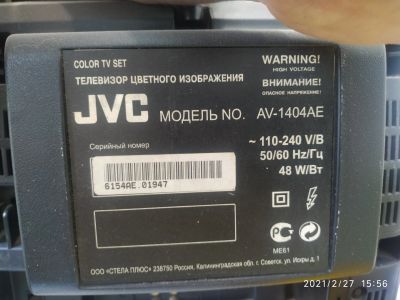 COLOR TV SET
WARNING!
HIGH VOLTAGE
ТЕЛЕВИЗОР ЦВЕТНОГО ИЗОБРАЖЕНИЯ
ВНИМАНИЕ!
ОПАСНОЕ НАПРЯЖЕНИЕ!
JVC МОДЕЛЬ NO. AV-1404AE
Серийный номер
~ 110-240 V/В
50/60 Hz/Гц
48 W/Вт
6154AE.01947
ME61
ООО «СТЕЛА ПЛЮС» 238750 Россия, Калининградская обл. г. Советск, ул. Искры д. 1
2021/2/27 15:56